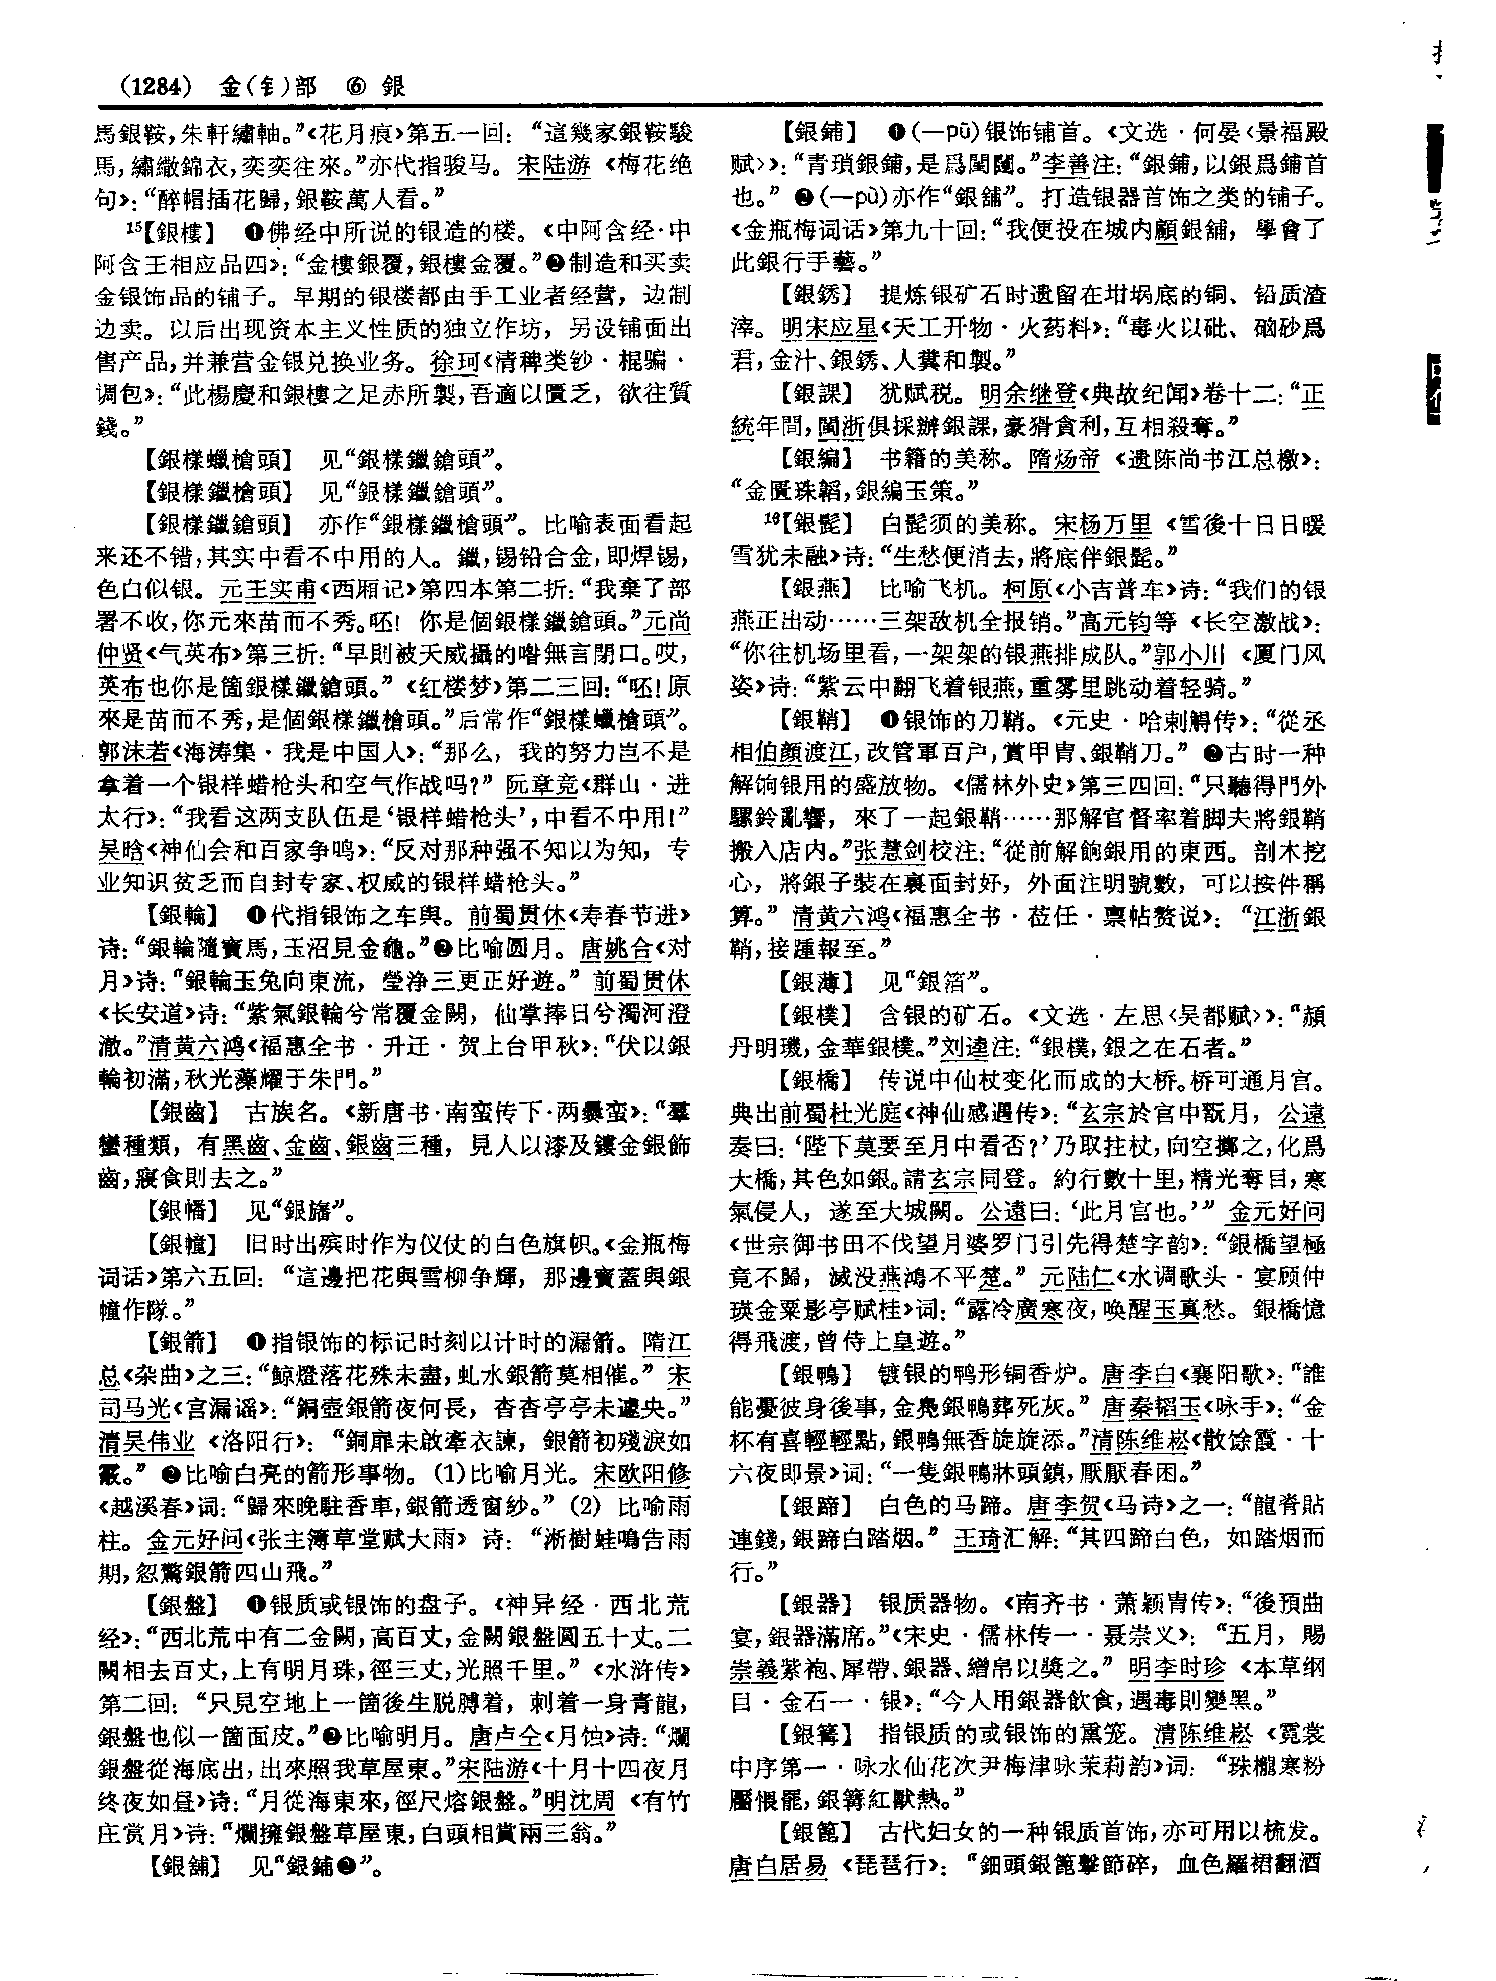 (1284) 金(钅)部 ⑥ 銀
馬銀鞍,朱軒繡軸。”《花月痕》第五一回:“這幾家銀鞍駿
馬,繡繖錦衣,奕奕往來。”亦代指骏马。宋陆游《梅花绝
句》:“醉帽插花歸,銀鞍萬人看。”
15【銀樓】 ❶佛经中所说的银造的楼。《中阿含经·中
阿含王相应品四》:“金樓銀覆,銀樓金覆。”❷制造和买卖
金银饰品的铺子。早期的银楼都由手工业者经营,边制
边卖。以后出现资本主义性质的独立作坊,另设铺面出
售产品,并兼营金银兑换业务。徐珂《清稗类钞·棍骗·
调包》:“此楊慶和銀樓之足赤所製,吾適以匱乏,欲往質
錢。”
【銀樣蠟槍頭】 见“銀樣鑞鎗頭”。
【銀樣鑞槍頭】 见“銀樣鑞鎗頭”。
【銀樣鑞鎗頭】 亦作“銀樣鑞槍頭”。比喻表面看起
来还不错,其实中看不中用的人。鑞,锡铅合金,即焊锡,
色白似银。元王实甫《西厢记》第四本第二折:“我棄了部
署不收,你元來苗而不秀。呸! 你是個銀樣鑞鎗頭。”元尚
仲贤《气英布》第三折:“早則被天威攝的噆無言閉口。哎,
英布也你是箇銀樣鑞鎗頭。”《红楼梦》第二三回:“呸!原
來是苗而不秀,是個銀樣鑞槍頭。”后常作“銀樣蠟槍頭”。
郭沫若《海涛集·我是中国人》:“那么,我的努力岂不是
拿着一个银样蜡枪头和空气作战吗?”阮章竞《群山·进
太行》:“我看这两支队伍是‘银样蜡枪头’,中看不中用!”
吴晗《神仙会和百家争鸣》:“反对那种强不知以为知,专
业知识贫乏而自封专家、权威的银样蜡枪头。”
【銀輪】 ❶代指银饰之车舆。前蜀贯休《寿春节进》
诗:“銀輪隨寶馬,玉沼見金龜。”❷比喻圆月。唐姚合《对
月》诗:“銀輪玉兔向東流,瑩浄三更正好遊。”前蜀贯休
《长安道》诗:“紫氣銀輪兮常覆金闕,仙掌捧日兮濁河澄
澈。”清黄六鸿《福惠全书·升迁·贺上台甲秋》:“伏以銀
輪初滿,秋光藻耀于朱門。”
【銀齒】 古族名。《新唐书·南蛮传下·两爨蛮》:“羣
蠻種類,有黑齒、金齒、銀齒三種,見人以漆及鏤金銀飾
齒,寢食則去之。”
【銀幡】 见“銀旛”。
【銀幢】 旧时出殡时作为仪仗的白色旗帜。《金瓶梅
词话》第六五回:“這邊把花與雪柳争輝,那邊寳蓋與銀
幢作隊。”
【銀箭】 ❶指银饰的标记时刻以计时的漏箭。隋江
总《杂曲》之三:“鲸燈落花殊未盡,虬水銀箭莫相催。”宋
司马光《宫漏谣》:“銅壺銀箭夜何長,杳杳亭亭未遽央。”
清吴伟业《洛阳行》:“銅扉未啟牽衣諫,銀箭初殘淚如
霰。”❷比喻白亮的箭形事物。(1)比喻月光。宋欧阳修
《越溪春》词:“歸來晚駐香車,銀箭透窗紗。”(2)比喻雨
柱。金元好问《张主簿草堂赋大雨》诗:“淅樹蛙鳴告雨
期,忽驚銀箭四山飛。”
【銀盤】 ❶银质或银饰的盘子。《神异经·西北荒
经》:“西北荒中有二金闕,高百丈,金闕銀盤圓五十丈。二
闕相去百丈,上有明月珠,徑三丈,光照千里。”《水浒传》
第二回:“只見空地上一箇後生脱膊着,刺着一身青龍,
銀盤也似一箇面皮。”❷比喻明月。唐卢仝《月蚀》诗:“爛
銀盤從海底出,出來照我草屋東。”宋陆游《十月十四夜月
终夜如昼》诗:“月從海東來,徑尺熔銀盤。”明沈周《有竹
庄赏月》诗:“爛擁銀盤草屋東,白頭相賞兩三翁。”
【銀舖】 见“銀鋪❷”。
【銀鋪】 ❶(—pū)银饰铺首。《文选·何晏〈景福殿
赋〉》:“青瑣銀鋪,是爲閨闥。”李善注:“銀鋪,以銀爲鋪首
也。”❷(—pù)亦作“銀舖”。打造银器首饰之类的铺子。
《金瓶梅词话》第九十回:“我便投在城内顧銀舖,學會了
此銀行手藝。”
【銀銹】 提炼银矿石时遗留在坩埚底的铜、铅质渣
滓。明宋应星《天工开物·火药料》:“毒火以砒、硇砂爲
君,金汁、銀銹、人糞和製。”
【銀課】 犹赋税。明余继登《典故纪闻》卷十二:“正
統年間,閩浙俱採辦銀課,豪猾貪利,互相殺奪。”
【銀編】 书籍的美称。隋炀帝《遗陈尚书江总檄》:
“金匱珠韜,銀編玉策。”
16【銀髭】 白髭须的美称。宋杨万里《雪後十日日暖
雪犹未融》诗:“生愁便消去,將底伴銀髭。”
【銀燕】 比喻飞机。柯原《小吉普车》诗:“我们的银
燕正出动……三架敌机全报销。”高元钧等《长空激战》:
“你往机场里看,一架架的银燕排成队。”郭小川《厦门风
姿》诗:“紫云中翻飞着银燕,重雾里跳动着轻骑。”
【銀鞘】 ❶银饰的刀鞘。《元史·哈剌䚟传》:“從丞
相伯顏渡江,改管軍百户,賞甲冑、銀鞘刀。”❷古时一种
解饷银用的盛放物。《儒林外史》第三四回:“只聽得門外
騾鈴亂響,來了一起銀鞘……那解官督率着脚夫將銀鞘
搬入店内。”张慧剑校注:“從前解餉銀用的東西。剖木挖
心,將銀子裝在裏面封好,外面注明號數,可以按件稱
算。”清黄六鸿《福惠全书·莅任·禀帖赘说》:“江浙銀
鞘,接踵報至。”
【銀薄】 见“銀箔”。
【銀樸】 含银的矿石。《文选·左思〈吴都赋〉》:“頳
丹明璣,金華銀樸。”刘逵注:“銀樸,銀之在石者。”
【銀橋】 传说中仙杖变化而成的大桥。桥可通月宫。
典出前蜀杜光庭《神仙感遇传》:“玄宗於宫中翫月,公遠
奏曰:‘陛下莫要至月中看否?’乃取拄杖,向空擲之,化爲
大橋,其色如銀。請玄宗同登。約行數十里,精光奪目,寒
氣侵人,遂至大城闕。公遠曰:‘此月宫也。’”金元好问
《世宗御书田不伐望月婆罗门引先得楚字韵》:“銀橋望極
竟不歸,滅没燕鴻不平楚。”元陆仁《水调歌头·宴顾仲
瑛金粟影亭赋桂》词:“露冷廣寒夜,唤醒玉真愁。銀橋憶
得飛渡,曾侍上皇遊。”
【銀鴨】 镀银的鸭形铜香炉。唐李白《襄阳歌》:“誰
能憂彼身後事,金鳧銀鴨葬死灰。”唐秦韬玉《咏手》:“金
杯有喜輕輕點,銀鴨無香旋旋添。”清陈维崧《散馀霞·十
六夜即景》词:“一隻銀鴨牀頭鎮,厭厭春困。”
【銀蹄】 白色的马蹄。唐李贺《马诗》之一:“龍脊貼
連錢,銀蹄白踏烟。”王琦汇解:“其四蹄白色,如踏烟而
行。”
【銀器】 银质器物。《南齐书·萧颖胄传》:“後預曲
宴,銀器滿席。”《宋史·儒林传一·聂崇义》:“五月,賜
崇義紫袍、犀帶、銀器、繒帛以獎之。”明李时珍《本草纲
目·金石一·银》:“今人用銀器飲食,遇毒則變黑。”
【銀篝】 指银质的或银饰的熏笼。清陈维崧《霓裳
中序第一·咏水仙花次尹梅津咏茉莉韵》词:“珠櫳寒粉
靨恨罷,銀篝紅獸熱。”
【銀篦】 古代妇女的一种银质首饰,亦可用以梳发。
唐白居易《琵琶行》:“鈿頭銀篦擊節碎,血色羅裙翻酒